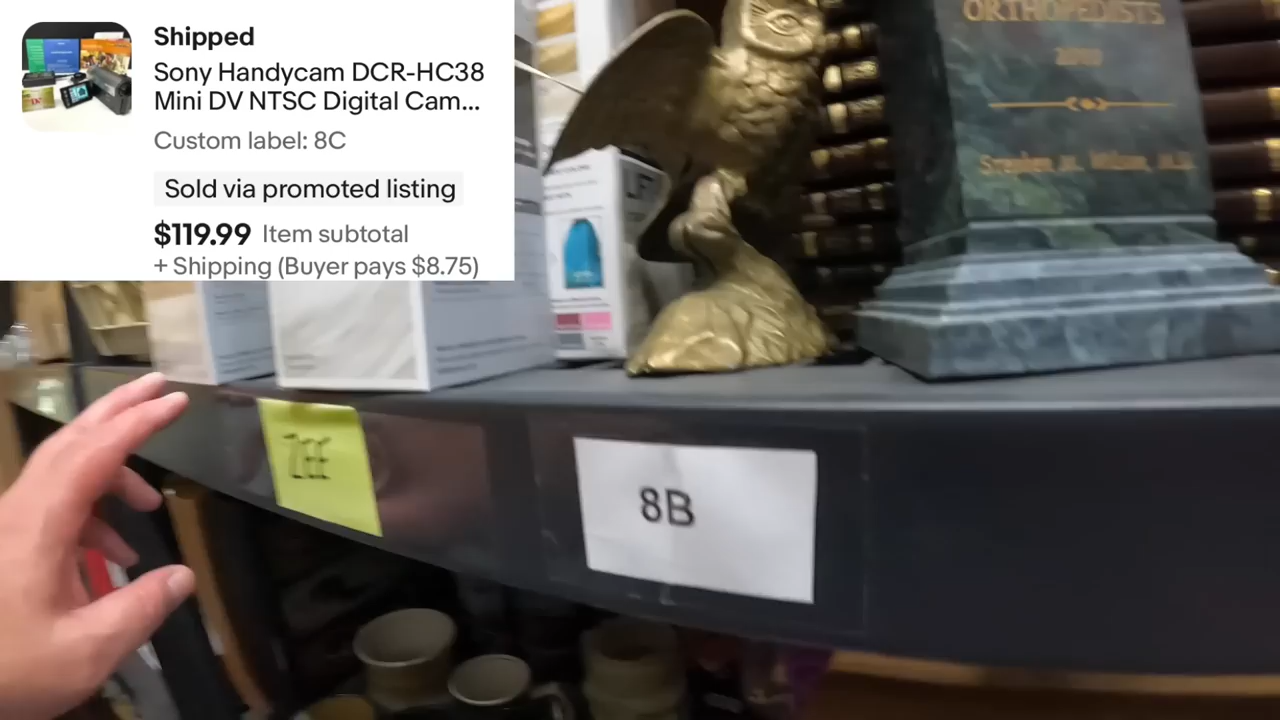 Shipped
Sony Handycam DCR-HC38
Mini DV NTSC Digital Cam...
Custom label: 8C
Sold via promoted listing
$119.99 Item subtotal
+ Shipping (Buyer pays $8.75)
ORTHOPEDISTS
ZEE
8B